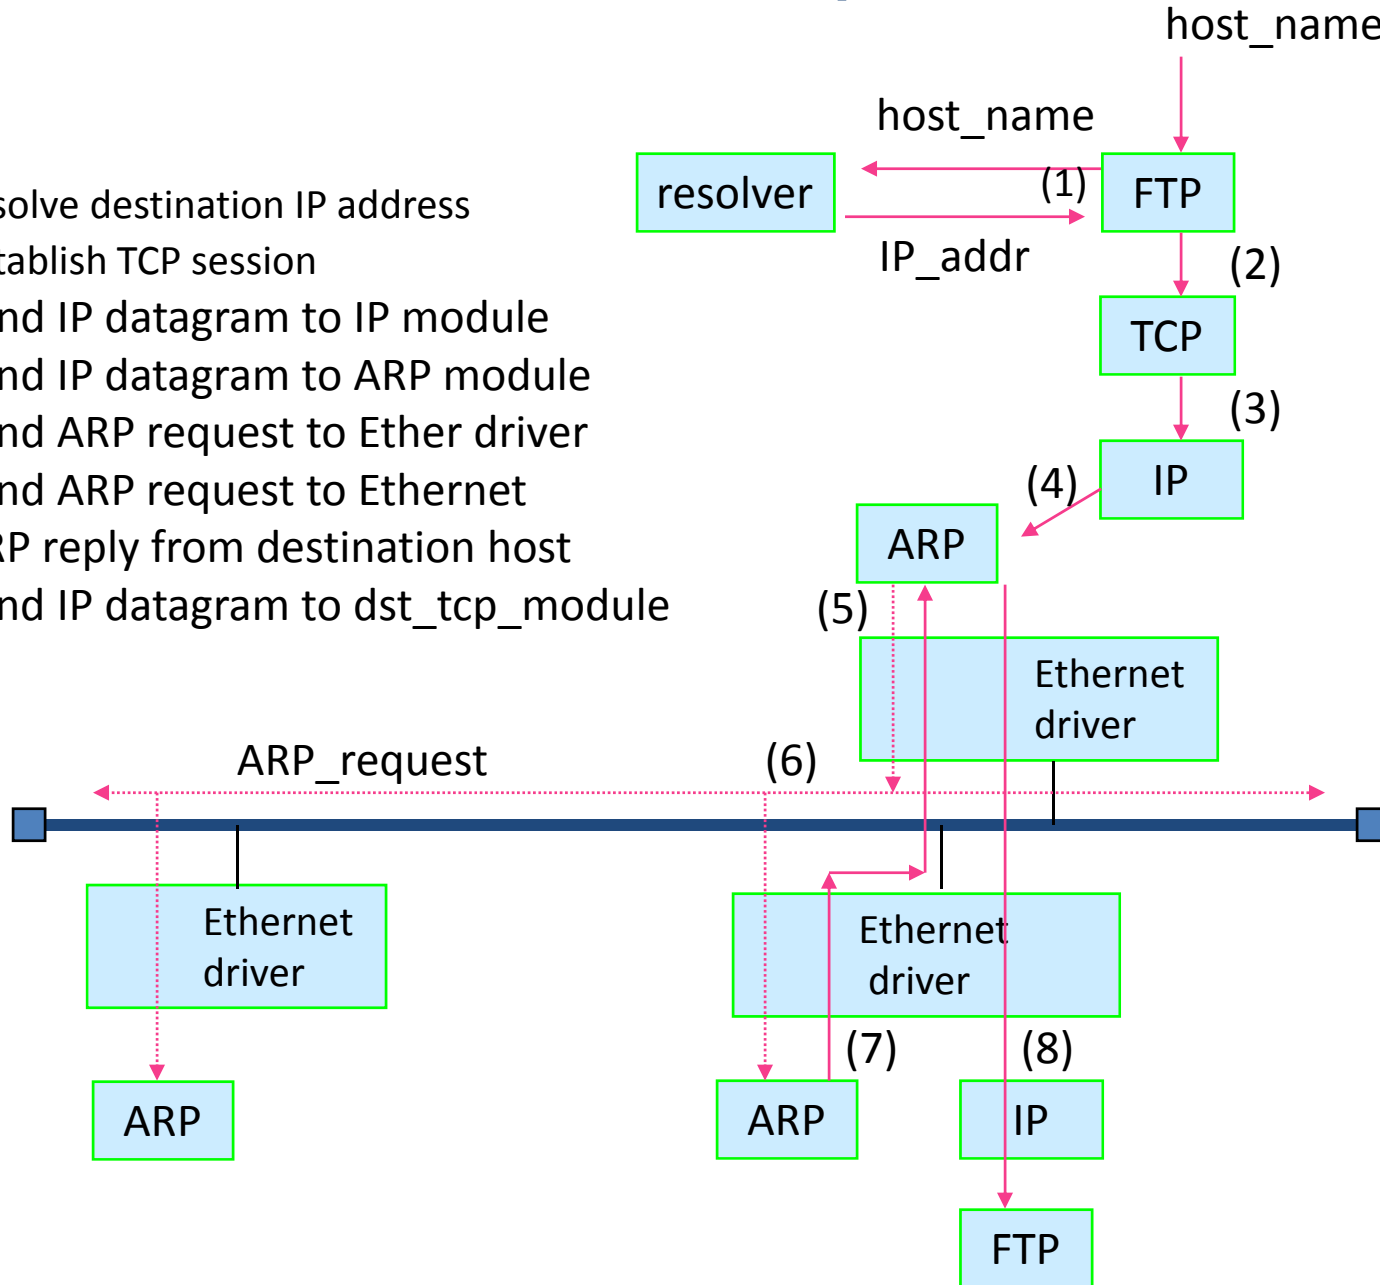 host_name
host_name
resolver
(1)
FTP
solve destination IP address
IP_addr
(2)
tablish TCP session
nd IP datagram to IP module
TCP
nd IP datagram to ARP module
(3)
nd ARP request to Ether driver
IP
(4)
nd ARP request to Ethernet
ARP
RP reply from destination host
(5)
nd IP datagram to dst_tcp_module
Ethernet
driver
ARP_request
(6)
Ethernet
driver
Ethernet
driver
(7)
(8)
ARP
ARP
IP
FTP